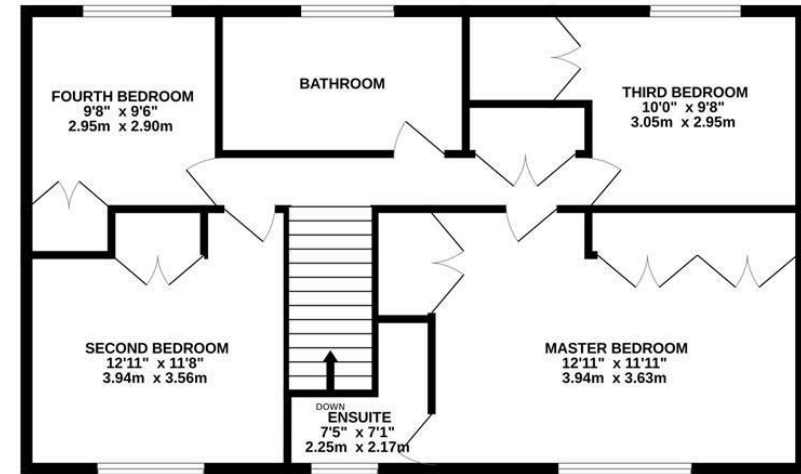 FOURTH BEDROOM
9'8" x 9'6"
2.95m x 2.90m
BATHROOM
THIRD BEDROOM
10'0" x 9'8"
3.05m x 2.95m
SECOND BEDROOM
12'11" x 11'8"
3.94m x 3.56m
DOWN
ENSUITE
7'5" x 7'1"
2.25m x 2.17m
MASTER BEDROOM
12'11" x 11'11"
3.94m x 3.63m